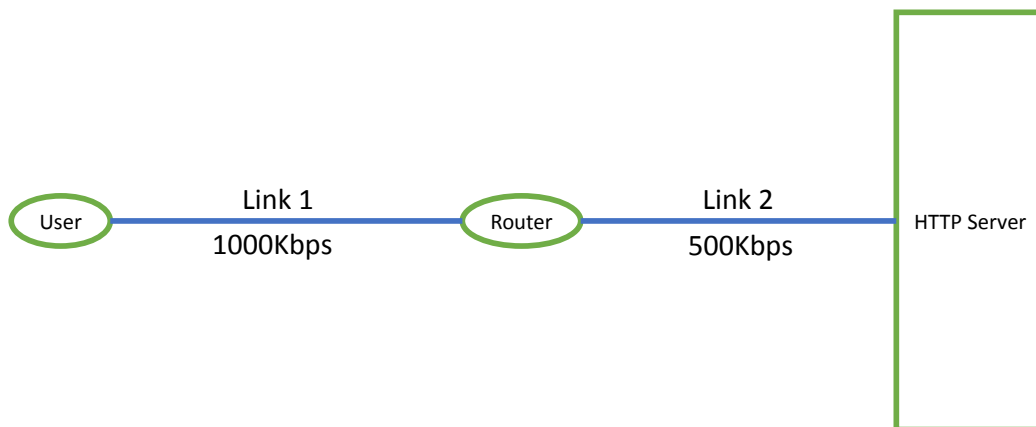 User
Link 1
1000Kbps
Router
Link 2
500Kbps
HTTP Server